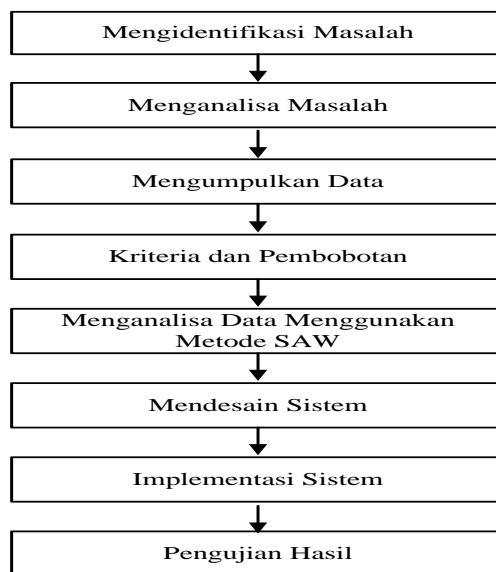 Mengidentifikasi Masalah
Menganalisa Masalah
Mengumpulkan Data
Kriteria dan Pembobotan
Menganalisa Data Menggunakan
Metode SAW
Mendesain Sistem
Implementasi Sistem
Pengujian Hasil